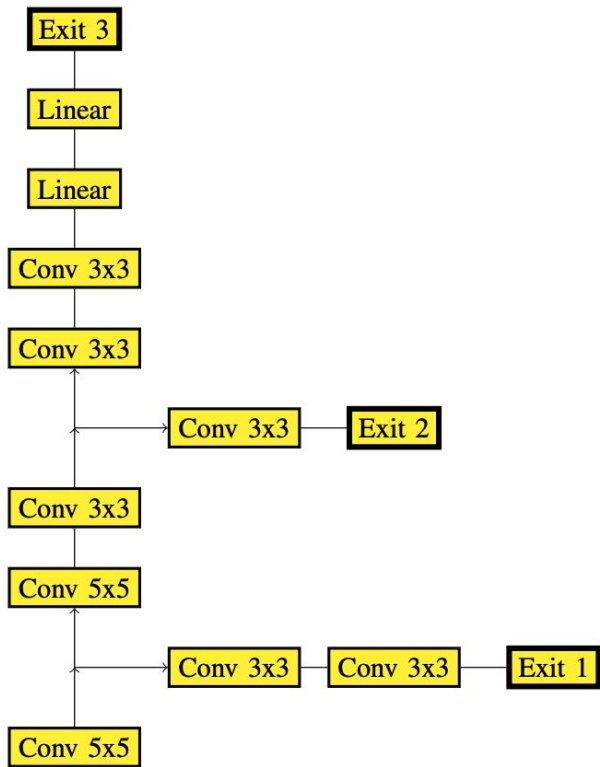 Exit 3
Linear
Linear
Conv 3x3
Conv 3x3
Conv 3x3 Exit 2
Conv 3x3
Conv 5x5
Conv 3x3 Conv 3x3 Exit 1
Conv 5x5